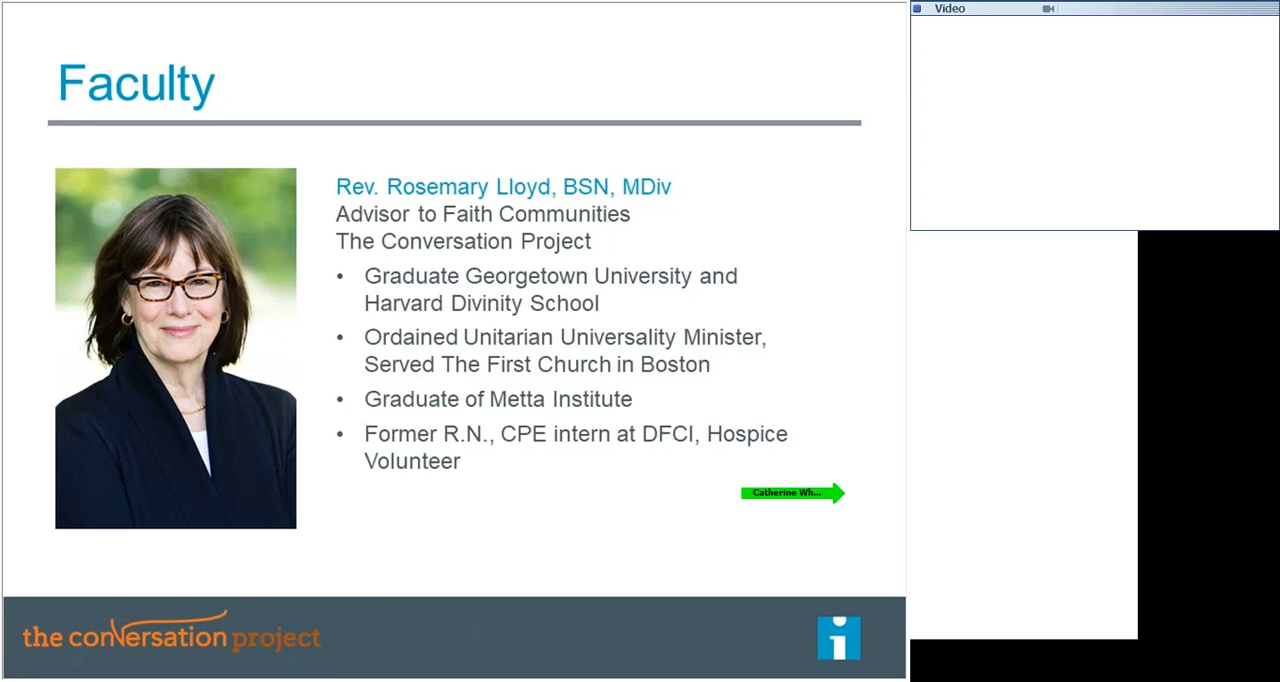 Faculty
Rev. Rosemary Lloyd, BSN, MDiv
Advisor to Faith Communities
The Conversation Project
• Graduate Georgetown University and
Harvard Divinity School
• Ordained Unitarian Universality Minister,
Served The First Church in Boston
• Graduate of Metta Institute
• Former R.N., CPE intern at DFCI, Hospice
Volunteer
Catherine Wh...
the conversation project
i
Video